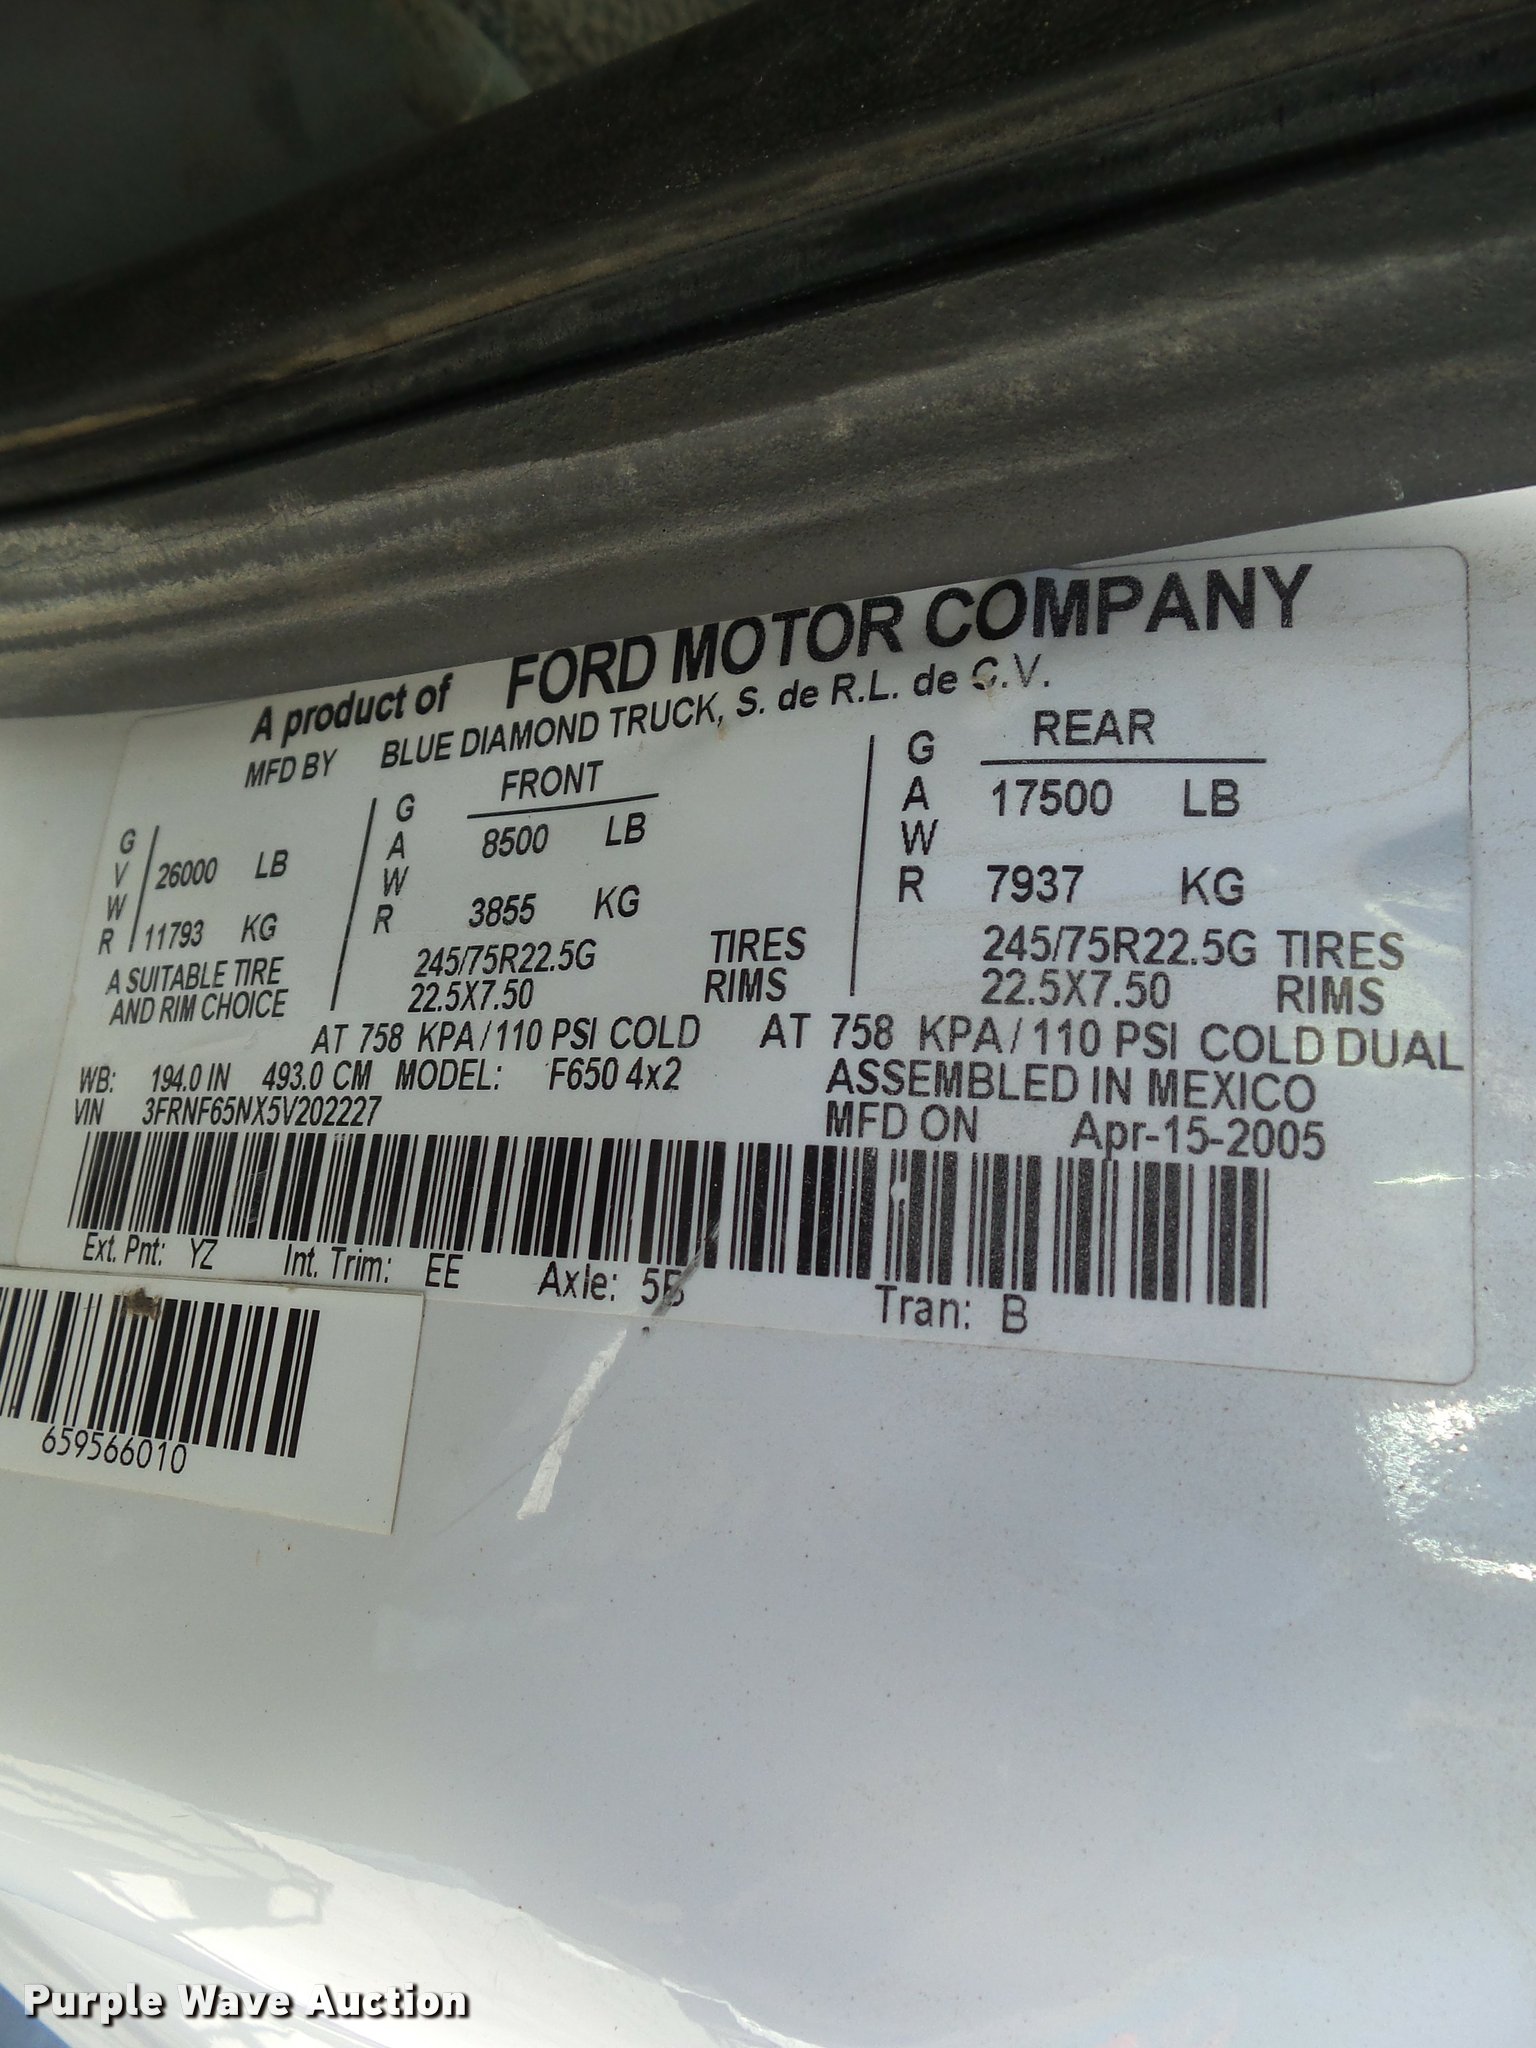 A product of FORD MOTOR COMPANY
MFD BY BLUE DIAMOND TRUCK, S. de R.L. de C.V.
GVWR 26000 LB
11793 KG
GAWR FRONT
8500 LB
3855 KG
GAWR REAR
17500 LB
7937 KG
A SUITABLE TIRE
AND RIM CHOICE
245/75R22.5G TIRES
22.5X7.50 RIMS
245/75R22.5G TIRES
22.5X7.50 RIMS
AT 758 KPA/110 PSI COLD AT 758 KPA/110 PSI COLD DUAL
WB: 194.0 IN 493.0 CM MODEL: F650 4x2 ASSEMBLED IN MEXICO
VIN 3FRNF65NX5V202227 MFD ON Apr-15-2005
Ext. Pnt: YZ Int. Trim: EE Axle: 5B Tran: B
659566010
Purple Wave Auction